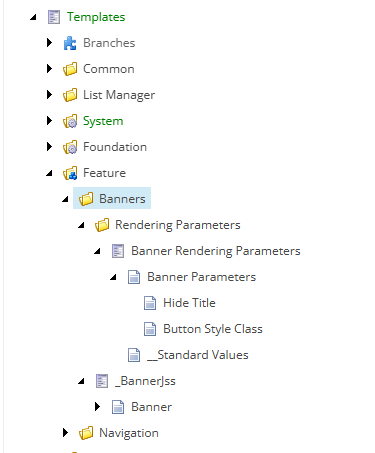 Templates
Branches
Common
List Manager
System
Foundation
Feature
Banners
Rendering Parameters
Banner Rendering Parameters
Banner Parameters
Hide Title
Button Style Class
__Standard Values
_BannerJss
Banner
Navigation